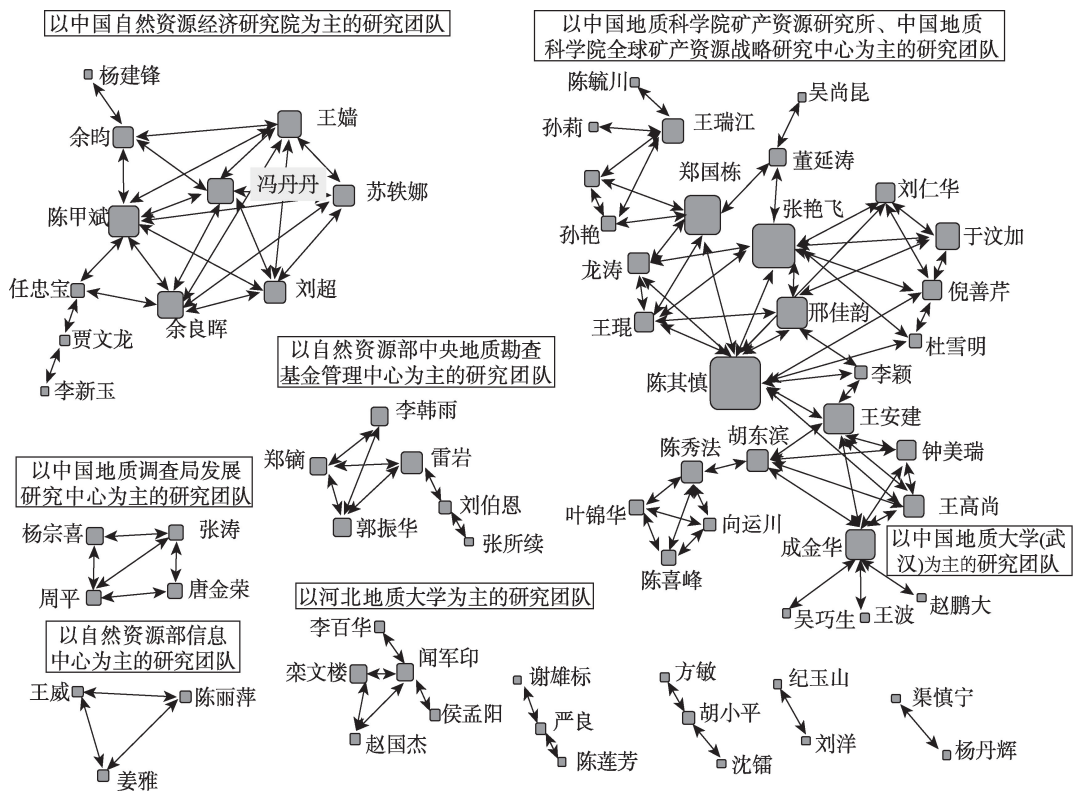 以中国自然资源经济研究院为主的研究团队
杨建锋
余昀
王嫱
冯丹丹
苏轶娜
陈甲斌
任忠宝
刘超
余良晖
贾文龙
李新玉
以中国地质科学院矿产资源研究所、中国地质
科学院全球矿产资源战略研究中心为主的研究团队
陈毓川
吴尚昆
孙莉
王瑞江
董延涛
郑国栋
刘仁华
张艳飞
孙艳
于汶加
龙涛
倪善芹
王琨
邢佳韵
杜雪明
陈其慎
李颖
王安建
胡东滨
陈秀法
钟美瑞
叶锦华
向运川
王高尚
陈喜峰
成金华
以中国地质大学(武
汉)为主的研究团队
吴巧生
王波
赵鹏大
以自然资源部中央地质勘查
基金管理中心为主的研究团队
李韩雨
郑镝
雷岩
刘伯恩
郭振华
张所续
以中国地质调查局发展
研究中心为主的研究团队
杨宗喜
张涛
周平
唐金荣
以自然资源部信息
中心为主的研究团队
王威
陈丽萍
姜雅
以河北地质大学为主的研究团队
李百华
栾文楼
闻军印
侯孟阳
赵国杰
谢雄标
严良
陈莲芳
方敏
胡小平
沈镭
纪玉山
刘洋
渠慎宁
杨丹辉